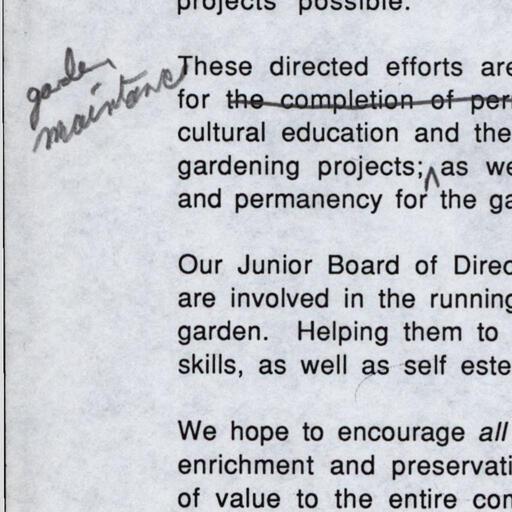 projects possible.
garden
maintanc
These directed efforts are
for the completion of per
cultural education and the
gardening projects; as we
and permanency for the ga
Our Junior Board of Direc
are involved in the running
garden. Helping them to
skills, as well as self este
We hope to encourage all
enrichment and preservati
of value to the entire com